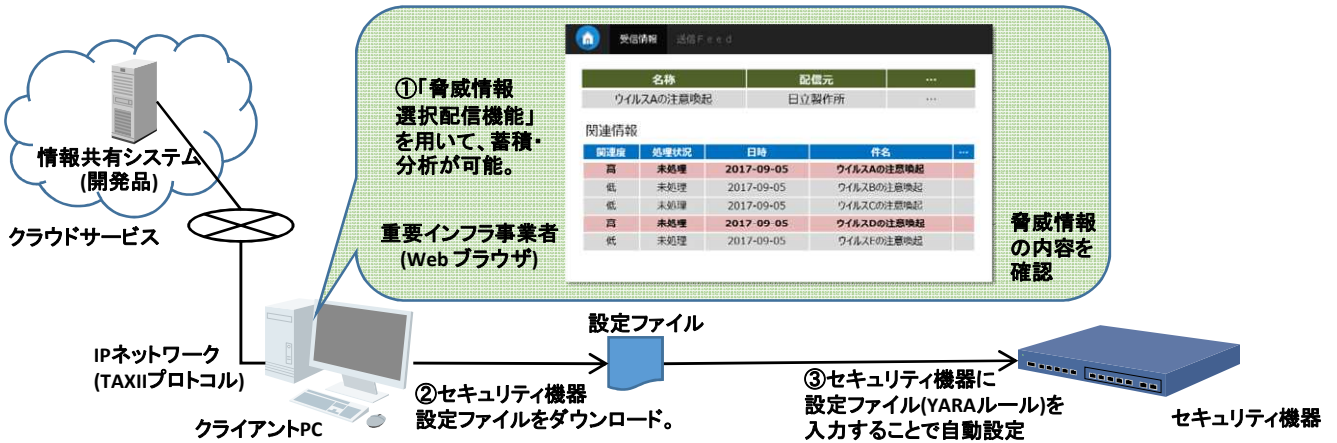 受信情報 送信Feed
名称 配信元 …
ウイルスAの注意喚起 日立製作所 …
関連情報
関連度 処理状況 日時 件名 …
高 未処理 2017-09-05 ウイルスAの注意喚起
低 未処理 2017-09-05 ウイルスBの注意喚起
低 未処理 2017-09-05 ウイルスCの注意喚起
高 未処理 2017-09-05 ウイルスDの注意喚起
低 未処理 2017-09-05 ウイルスEの注意喚起
①「脅威情報
選択配信機能」
を用いて、蓄積・
分析が可能。
重要インフラ事業者
(Web ブラウザ)
脅威情報
の内容を
確認
情報共有システム
(開発品)
クラウドサービス
IPネットワーク
(TAXIIプロトコル)
クライアントPC
設定ファイル
②セキュリティ機器
設定ファイルをダウンロード。
③セキュリティ機器に
設定ファイル(YARAルール)を
入力することで自動設定
セキュリティ機器